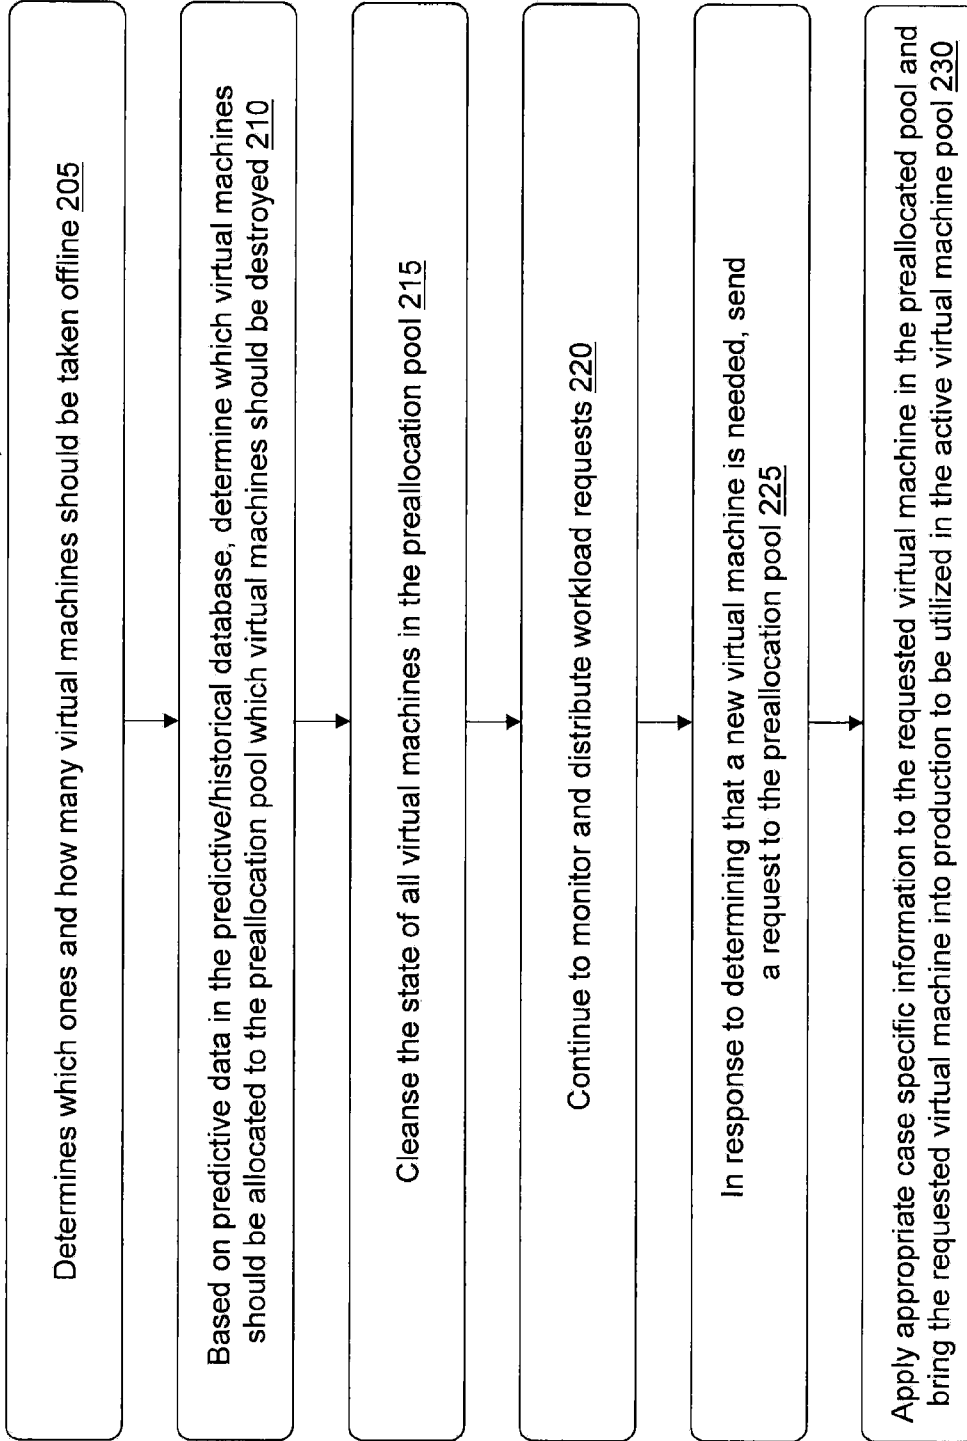 Determines which ones and how many virtual machines should be taken offline 205
Based on predictive data in the predictive/historical database, determine which virtual machines
should be allocated to the preallocation pool which virtual machines should be destroyed 210
Cleanse the state of all virtual machines in the preallocation pool 215
Continue to monitor and distribute workload requests 220
In response to determining that a new virtual machine is needed, send
a request to the preallocation pool 225
Apply appropriate case specific information to the requested virtual machine in the preallocated pool and
bring the requested virtual machine into production to be utilized in the active virtual machine pool 230